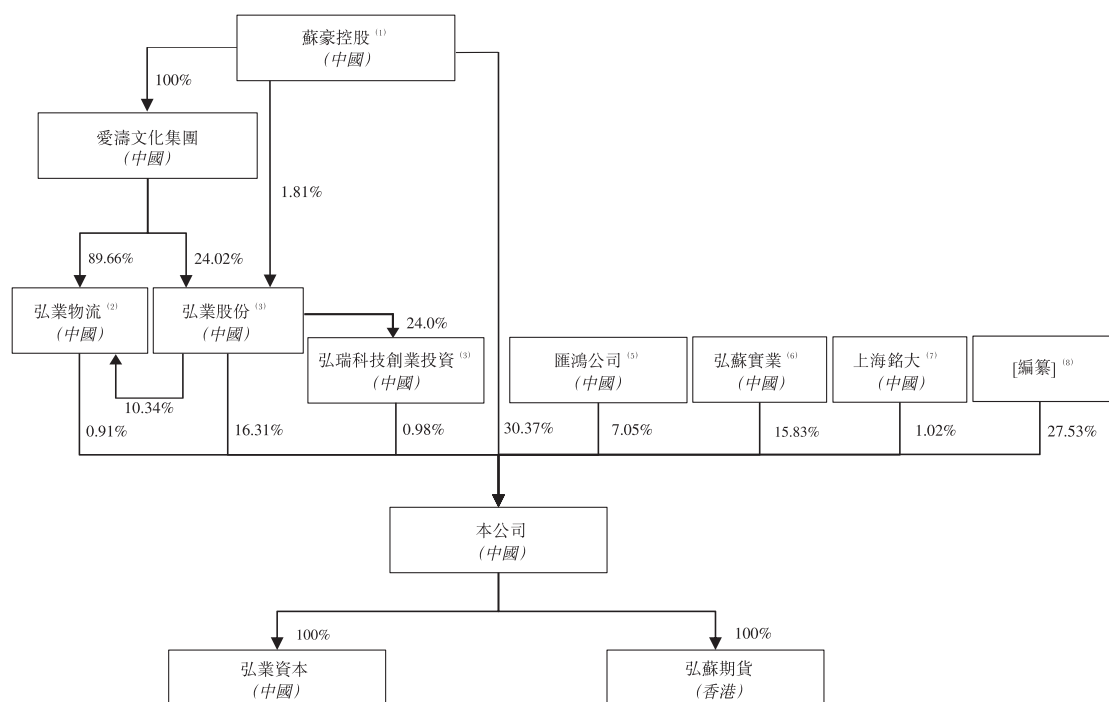 蘇豪控股 (1)
(中國)
100%
愛濤文化集團
(中國)
1.81%
89.66%
24.02%
弘業物流 (2)
(中國)
弘業股份 (3)
(中國)
24.0%
弘瑞科技創業投資 (3)
(中國)
匯鴻公司 (5)
(中國)
弘蘇實業 (6)
(中國)
上海銘大 (7)
(中國)
[編纂] (8)
10.34%
0.91%
16.31%
0.98%
30.37%
7.05%
15.83%
1.02%
27.53%
本公司
(中國)
100%
100%
弘業資本
(中國)
弘蘇期貨
(香港)